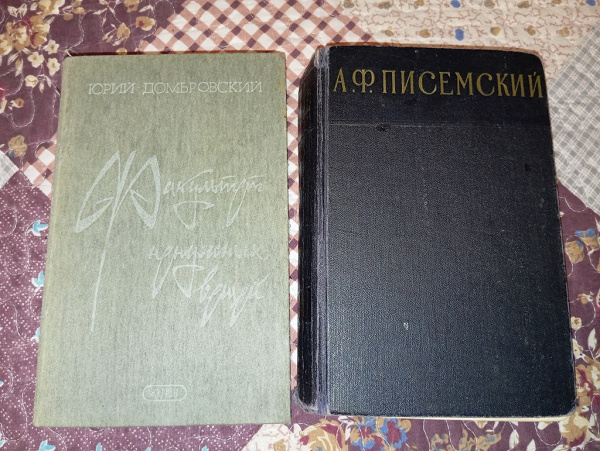 ЮРИЙ ДОМБРОВСКИЙ
Факультет
ненужных
вещей
А.Ф. ПИСЕМСКИЙ